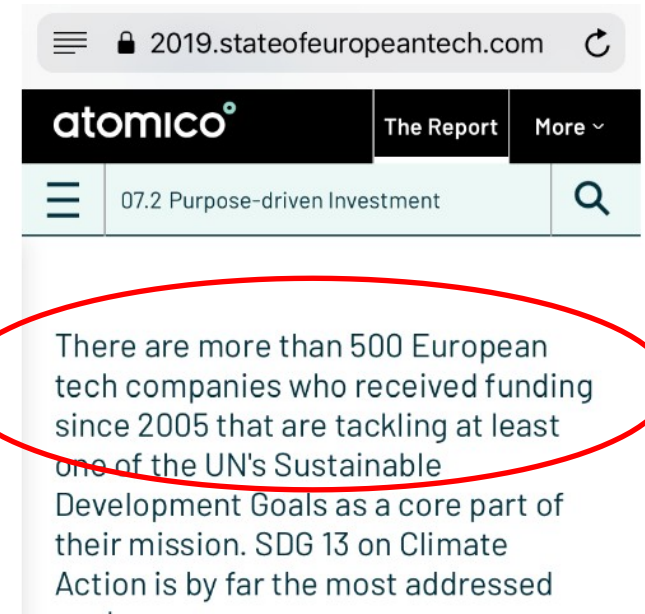 2019.stateofeuropeantech.com
atomico
The Report
More
07.2 Purpose-driven Investment
There are more than 500 European
tech companies who received funding
since 2005 that are tackling at least
one of the UN's Sustainable
Development Goals as a core part of
their mission. SDG 13 on Climate
Action is by far the most addressed